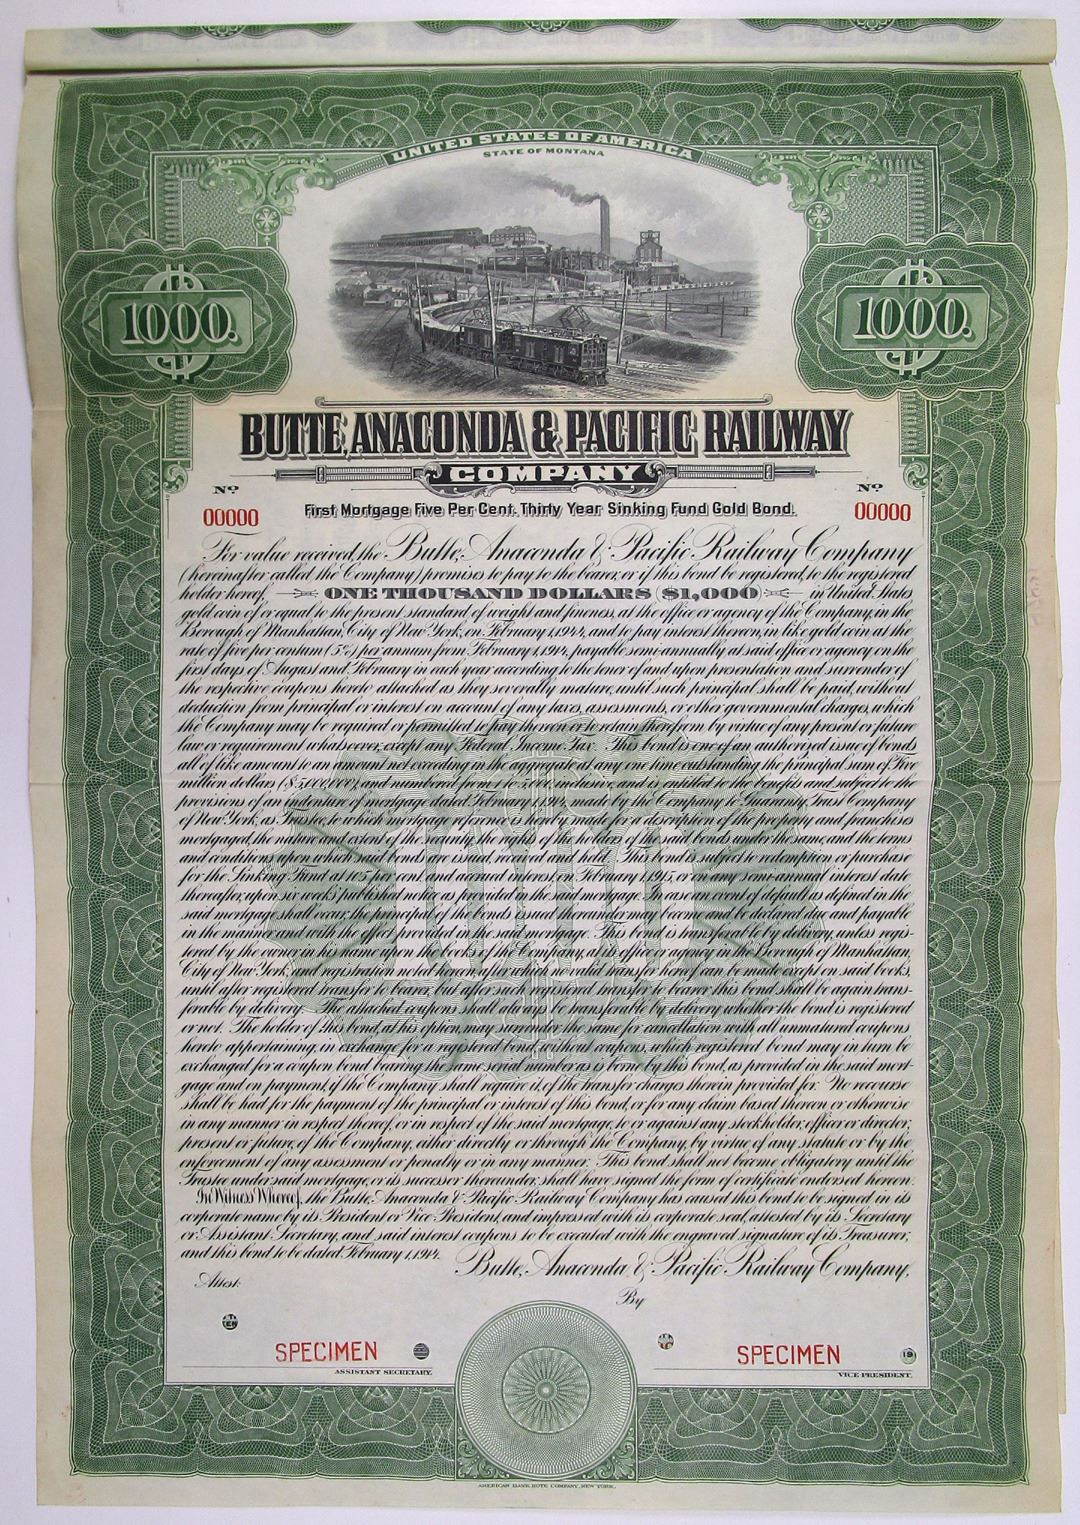 UNITED STATES OF AMERICA
STATE OF MONTANA
1000.
1000.
BUTTE, ANACONDA & PACIFIC RAILWAY
COMPANY
No
No
00000
00000
First Mortgage Five Per Cent. Thirty Year Sinking Fund Gold Bond.
For value received, the Butte, Anaconda & Pacific Railway Company
(hereinafter called the Company) promises to pay to the bearer, or if this bond be registered, to the registered
holder hereof, ONE THOUSAND DOLLARS ($1,000) in United States
gold coin of or equal to the present standard of weight and fineness, at the office or agency of the Company, in the
Borough of Manhattan, City of New York, on February 1, 1944, and to pay interest thereon, in like gold coin at the
rate of five per centum (5%) per annum from February 1, 1914, payable semi-annually at said office or agency on the
first days of August and February in each year according to the tenor of and upon presentation and surrender of
the respective coupons hereto attached as they severally mature, until such principal shall be paid, without
deduction from principal or interest on account of any taxes, assessments, or other governmental charges, which
the Company may be required or permitted to pay thereon or to retain therefrom by virtue of any present or future
law or requirement whatsoever, except any Federal Income Tax. This bond is one of an authorized issue of bonds
all of like amount to an amount not exceeding in the aggregate at any one time outstanding the principal sum of Five
million dollars ($5,000,000), and numbered from 1 to 5,000 inclusive, and is entitled to the benefits and subject to the
provisions of an indenture of mortgage dated February 1, 1914, made by the Company to Guaranty Trust Company
of New York, as Trustee, to which mortgage reference is hereby made for a description of the property and franchises
mortgaged, the nature and extent of the security, the rights of the holders of the said bonds under the same, and the terms
and conditions upon which said bonds are issued, received and held. This bond is subject to redemption or purchase
for the Sinking Fund at 105 per cent. and accrued interest, on February 1, 1915, or on any semi-annual interest date
thereafter, upon six weeks' published notice as provided in the said mortgage. In case an event of default as defined in the
said mortgage shall occur, the principal of the bonds issued thereunder may become and be declared due and payable
in the manner and with the effect provided in the said mortgage. This bond is transferable by delivery, unless regis-
tered by the owner in his name upon the books of the Company, at its office or agency in the Borough of Manhattan,
City of New York, and registration noted hereon, after which no valid transfer hereof can be made except on said books,
until after registered transfer to bearer, but after such registered transfer to bearer this bond shall be again trans-
ferable by delivery. The attached coupons shall always be transferable by delivery whether the bond is registered
or not. The holder of this bond, at his option, may surrender the same for cancellation with all unmatured coupons
hereto appertaining, in exchange for a registered bond, without coupons, which registered bond may in turn be
exchanged for a coupon bond bearing the same serial number as is borne by this bond, as provided in the said mort-
gage and on payment, if the Company shall require it, of the transfer charges therein provided for. No recourse
shall be had for the payment of the principal or interest of this bond, or for any claim based thereon or otherwise
in any manner in respect thereof, or in respect of the said mortgage, to or against any stockholder, officer or director,
present or future, of the Company, either directly or through the Company, by virtue of any statute or by the
enforcement of any assessment or penalty or in any manner. This bond shall not become obligatory until the
Trustee under said mortgage, or its successor thereunder, shall have signed the form of certificate endorsed hereon.
In Witness Whereof, the Butte, Anaconda & Pacific Railway Company has caused this bond to be signed in its
corporate name by its President or Vice President, and impressed with its corporate seal, attested by its Secretary
or Assistant Secretary, and said interest coupons to be executed with the engraved signature of its Treasurer,
and this bond to be dated February 1, 1914.
Butte, Anaconda & Pacific Railway Company,
Attest:
By
SPECIMEN
SPECIMEN
ASSISTANT SECRETARY.
VICE PRESIDENT.
AMERICAN BANK NOTE COMPANY, NEW YORK.